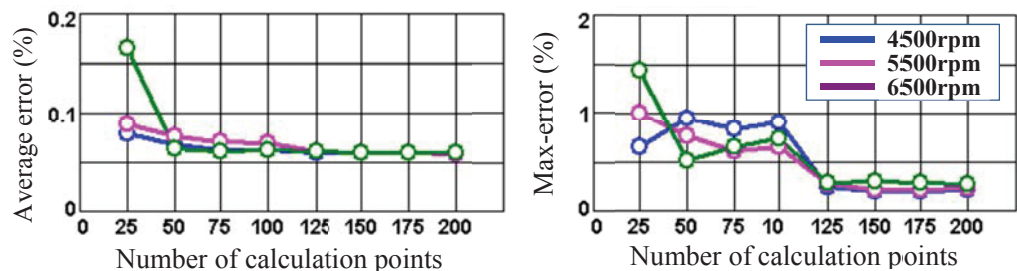 Average error (%)
0.2
0.1
0
0 25 50 75 100 125 150 175 200
Number of calculation points
Max-error (%)
2
1
0
0 25 50 75 10 125 150 175 200
Number of calculation points
4500rpm
5500rpm
6500rpm